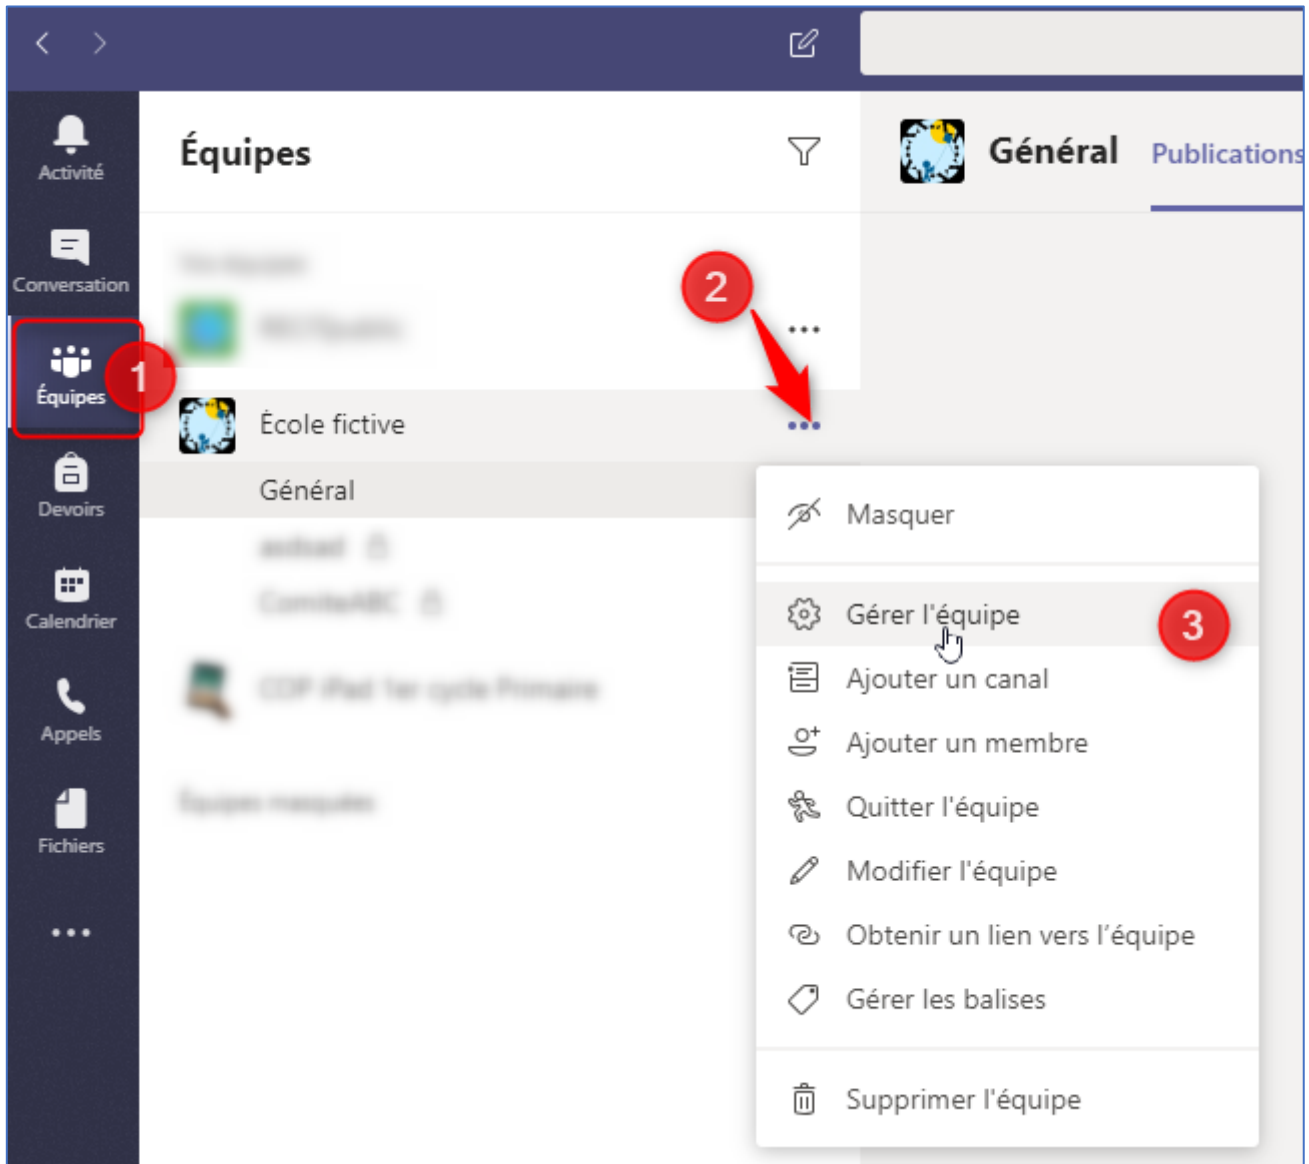 Activité
Conversation
Équipes
1
Devoirs
Calendrier
Appels
Fichiers
Équipes
2
École fictive
Général
Général
Publications
Masquer
Gérer l'équipe
3
Ajouter un canal
Ajouter un membre
Quitter l'équipe
Modifier l'équipe
Obtenir un lien vers l’équipe
Gérer les balises
Supprimer l'équipe